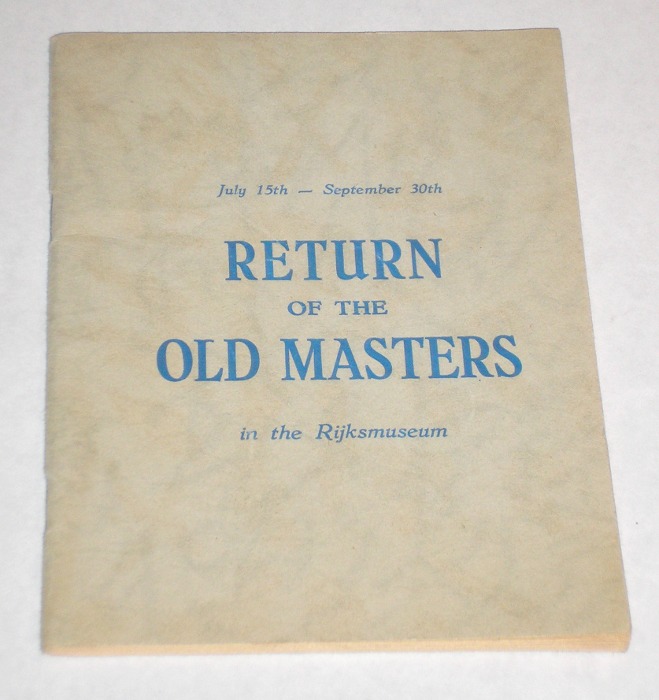 July 15th — September 30th
RETURN
OF THE
OLD MASTERS
in the Rijksmuseum